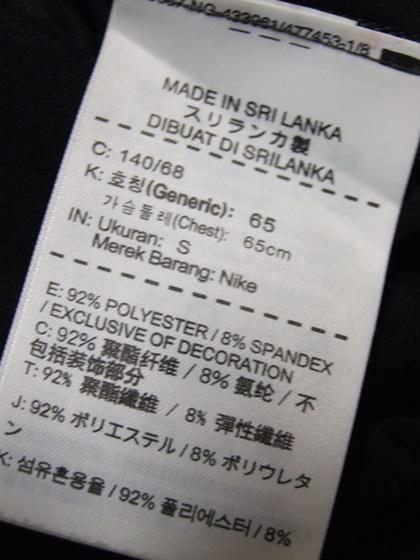 433981/477453-1/8
MADE IN SRI LANKA
スリランカ製
DIBUAT DI SRILANKA
C: 140/68
K: 호칭(Generic): 65
가슴둘레(Chest): 65cm
IN: Ukuran: S
Merek Barang: Nike
E: 92% POLYESTER / 8% SPANDEX
/ EXCLUSIVE OF DECORATION
C: 92% 聚酯纤维 / 8% 氨纶 / 不
包括装饰部分
T: 92% 聚酯纖維 / 8% 彈性纖維
J: 92% ポリエステル / 8% ポリウレタ
ン
K: 섬유혼용율 / 92% 폴리에스터 / 8%